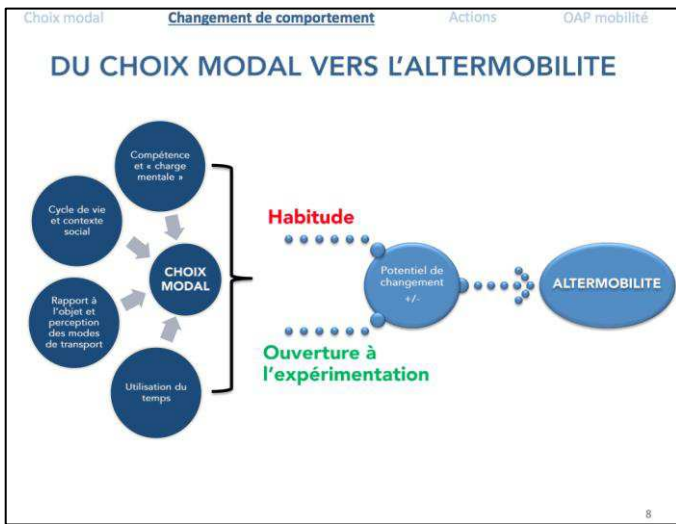 Choix modal
Changement de comportement
Actions
OAP mobilité
DU CHOIX MODAL VERS L'ALTERMOBILITE
Compétence
et « charge
mentale »
Cycle de vie
et contexte
social
CHOIX
MODAL
Rapport à
l'objet et
perception
des modes
de transport
Utilisation du
temps
Habitude
Ouverture à
l'expérimentation
Potentiel de
changement
+/-
ALTERMOBILITE
8